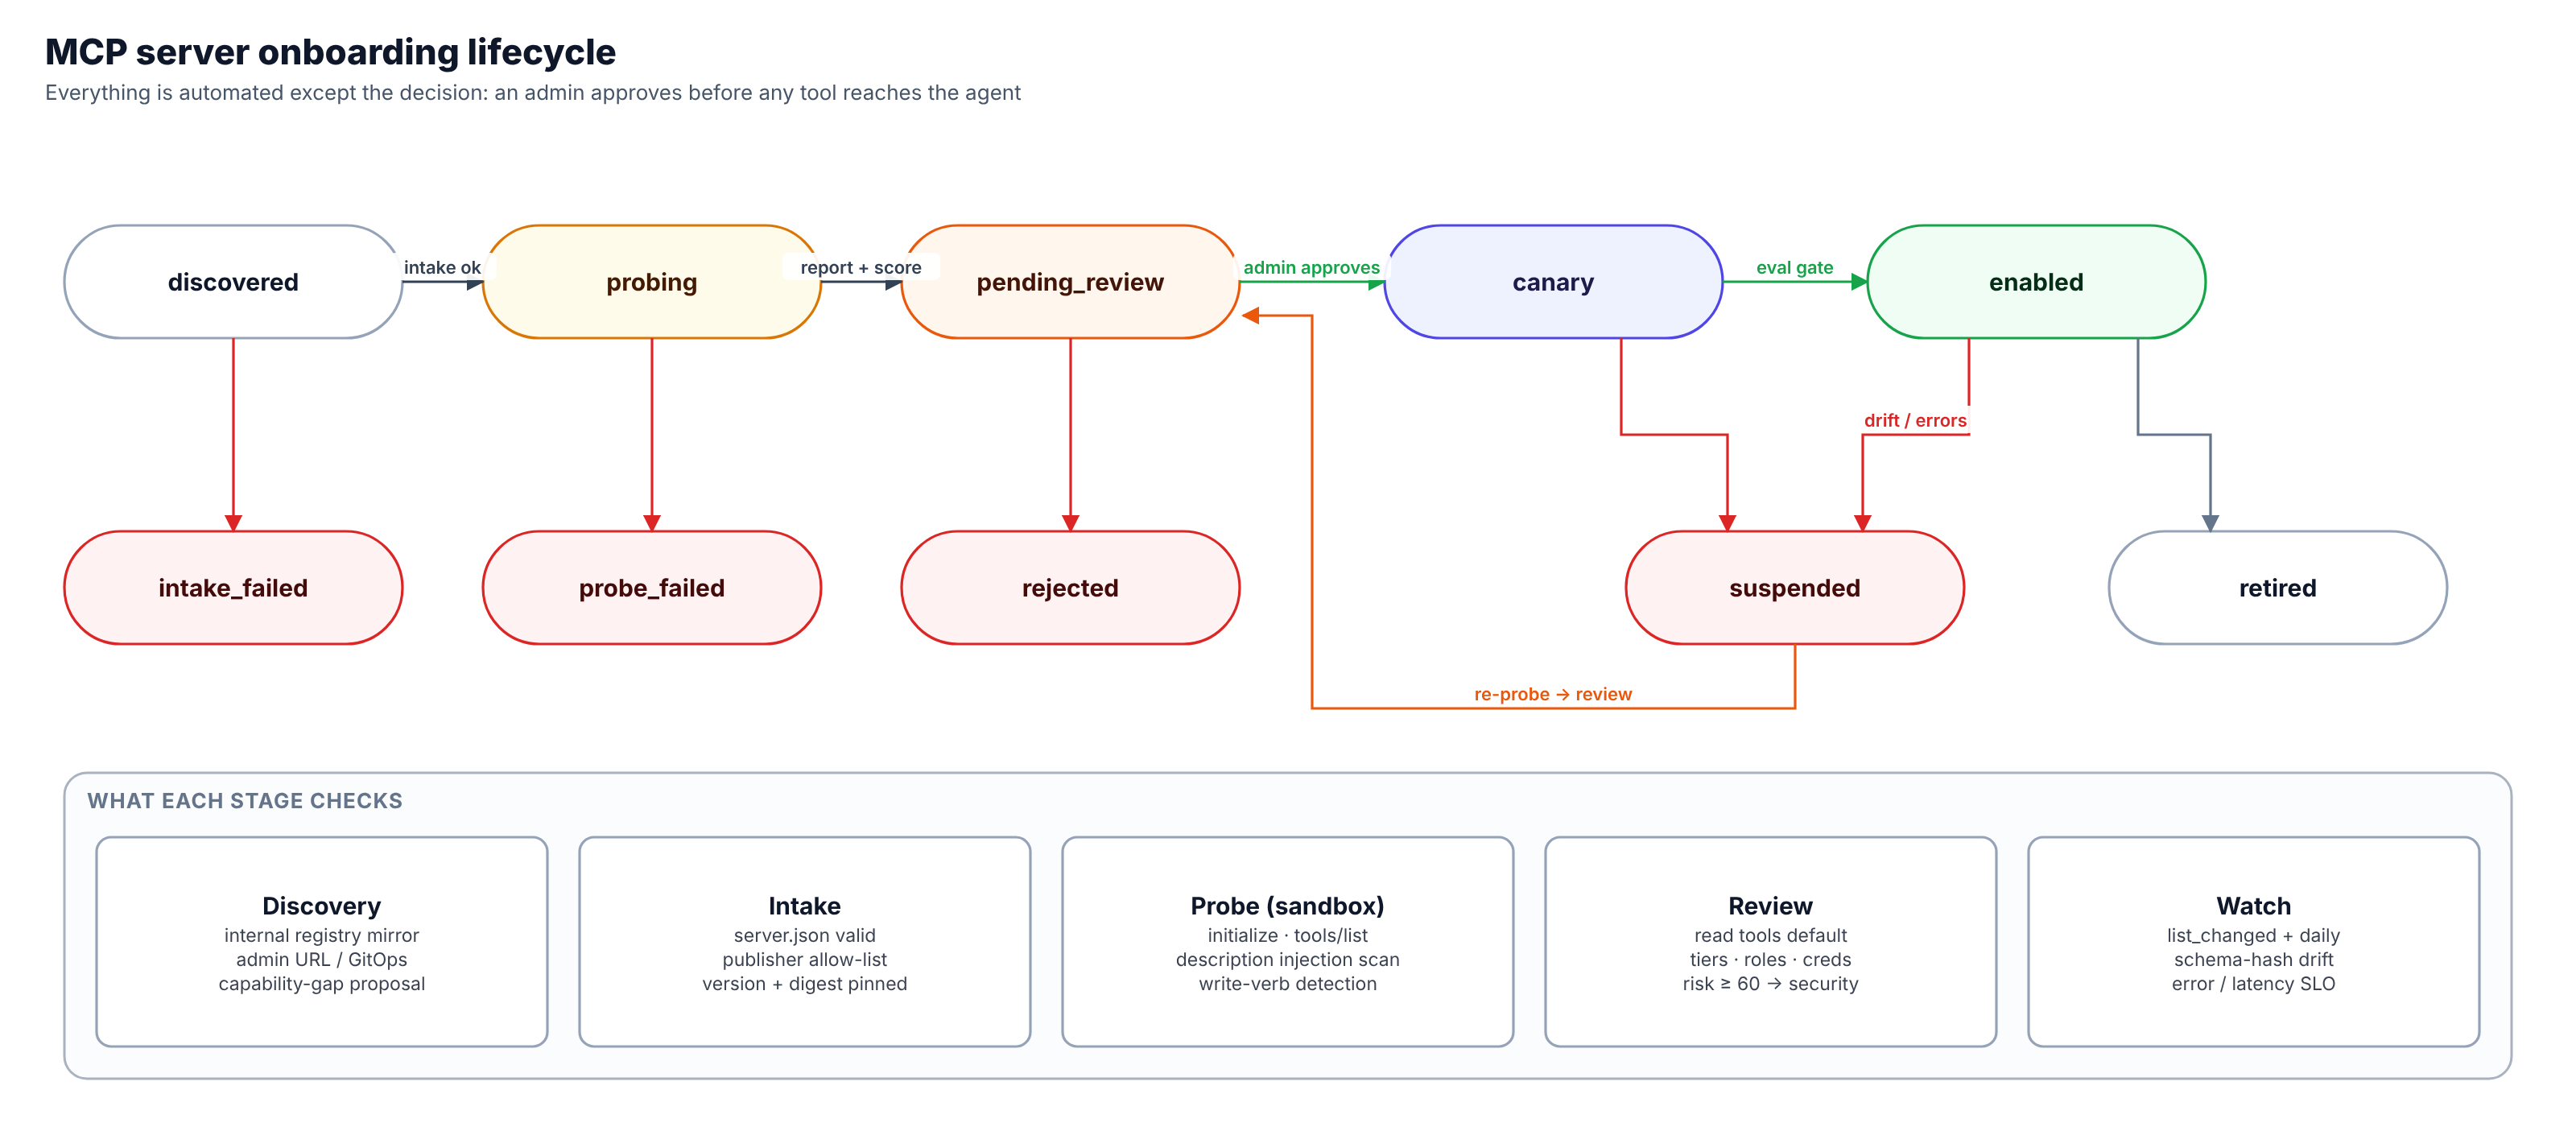 MCP server onboarding lifecycle
Everything is automated except the decision: an admin approves before any tool reaches the agent
discovered
intake ok
probing
report + score
pending_review
admin approves
canary
eval gate
enabled
drift / errors
intake_failed
probe_failed
rejected
suspended
retired
re-probe → review
WHAT EACH STAGE CHECKS
Discovery
internal registry mirror
admin URL / GitOps
capability-gap proposal
Intake
server.json valid
publisher allow-list
version + digest pinned
Probe (sandbox)
initialize · tools/list
description injection scan
write-verb detection
Review
read tools default
tiers · roles · creds
risk ≥ 60 → security
Watch
list_changed + daily
schema-hash drift
error / latency SLO